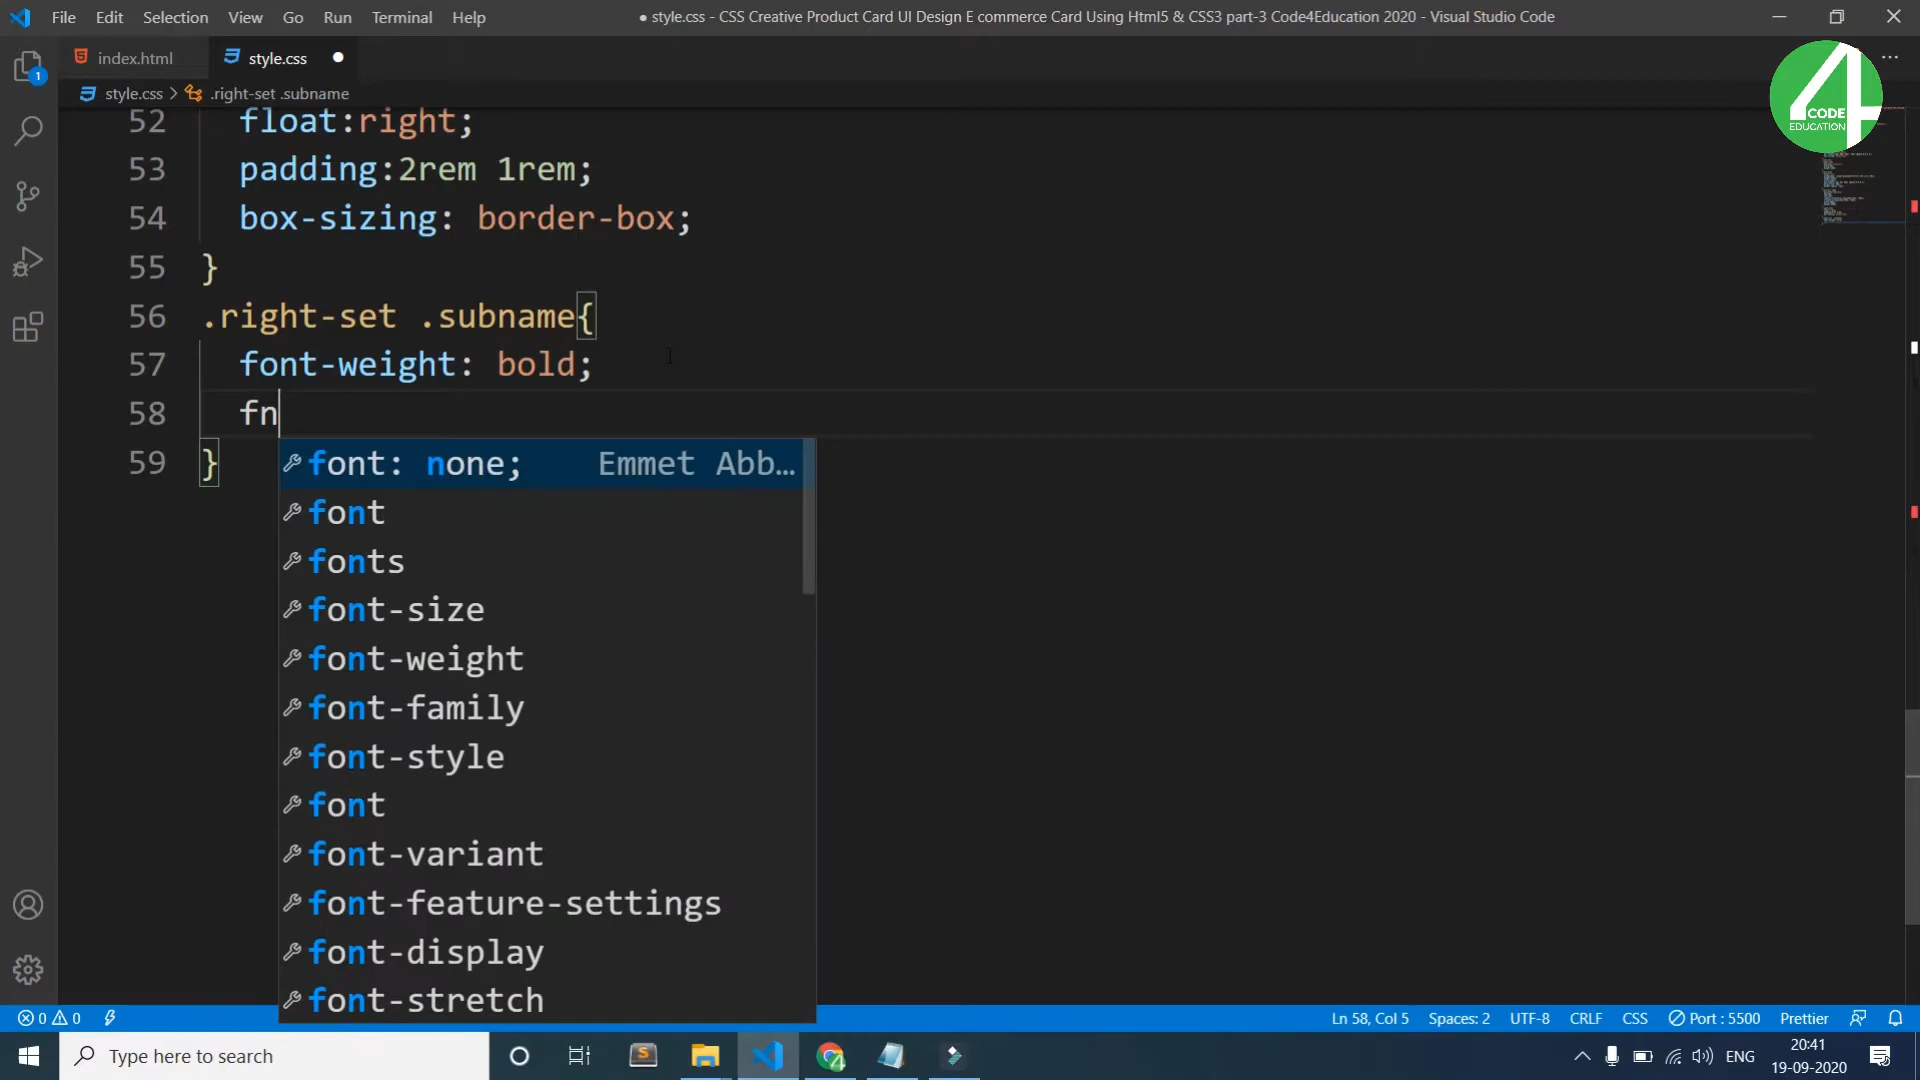 File Edit Selection View Go Run Terminal Help
● style.css - CSS Creative Product Card UI Design E commerce Card Using Html5 & CSS3 part-3 Code4Education 2020 - Visual Studio Code
index.html
style.css
style.css > .right-set .subname
4
CODE
EDUCATION
1
52 float:right;
53 padding:2rem 1rem;
54 box-sizing: border-box;
55 }
56 .right-set .subname{
57 font-weight: bold;
58 fn
59 }
font: none; Emmet Abb...
font
fonts
font-size
font-weight
font-family
font-style
font
font-variant
font-feature-settings
font-display
font-stretch
0 0
Ln 58, Col 5 Spaces: 2 UTF-8 CRLF CSS Port : 5500 Prettier
Type here to search
ENG
20:41
19-09-2020